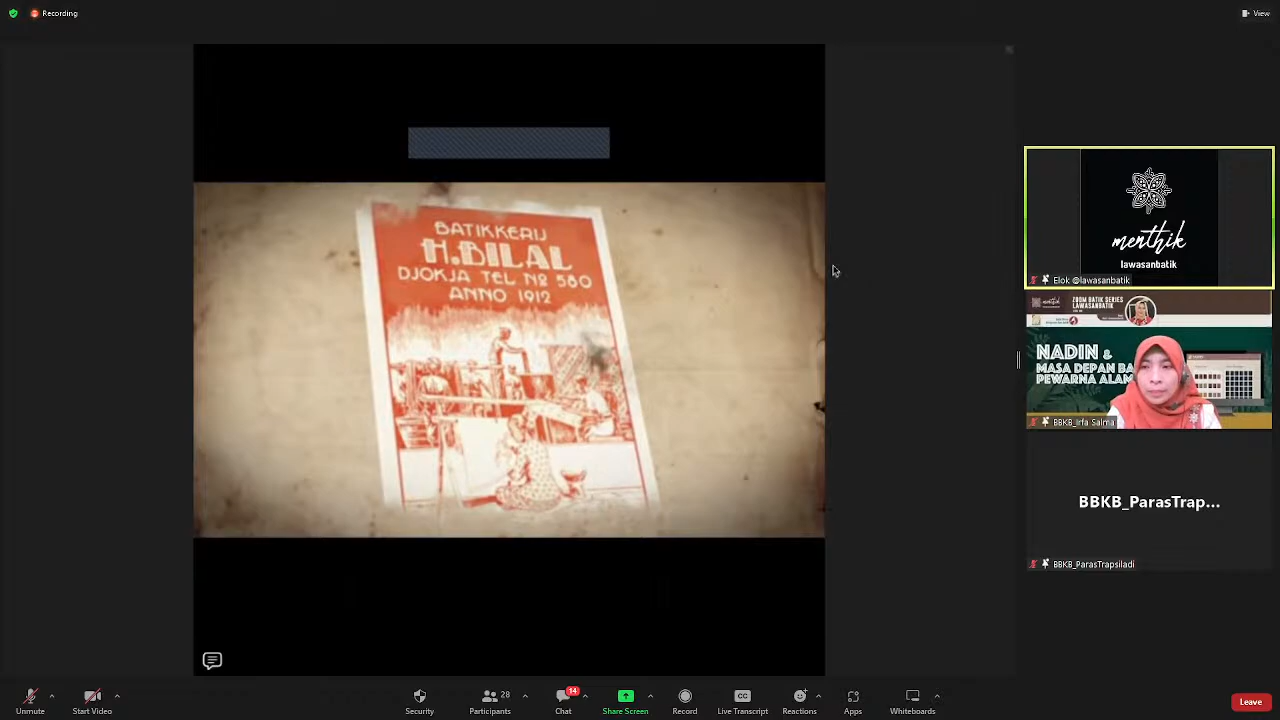 Recording
View
BATIKKERIJ
H.BILAL
DJOKJA TEL No 580
ANNO 1912
menthik
lawasanbatik
Elok @lawasanbatik
ZOOM BATIK SERIES
LAWASANBATIK
NADIN &
MASA DEPAN BA
PEWARNA ALAM
BBKB_Irfa Salma
BBKB_ParasTrap...
BBKB_ParasTrapsiladi
Unmute
Start Video
Security
28
Participants
14
Chat
Share Screen
Record
CC
Live Transcript
Reactions
Apps
Whiteboards
Leave